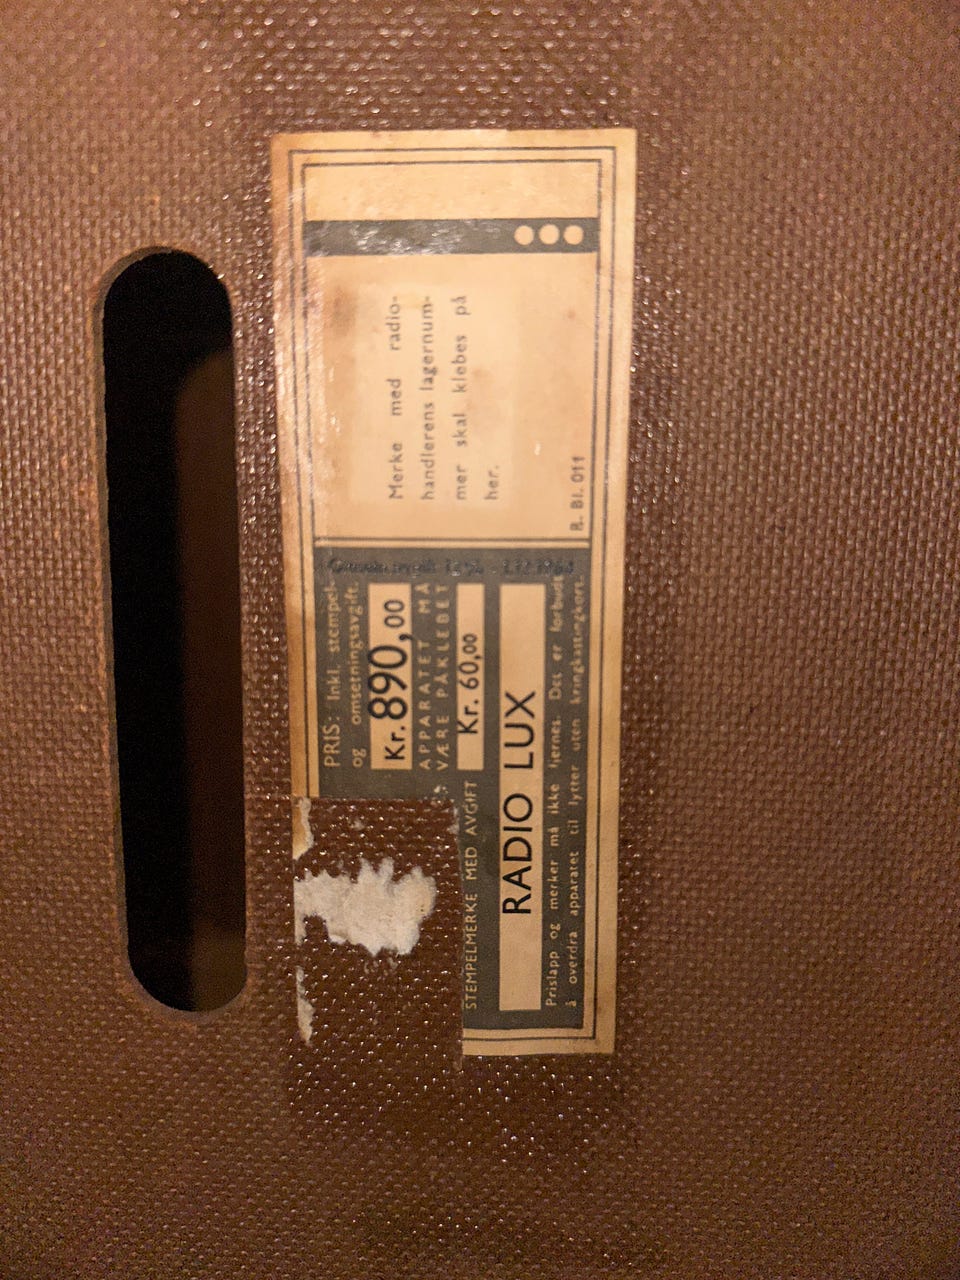 PRIS: Inkl. stempel-
og omsetningsavgift.
Kr. 890,00
APPARATET MÅ
VÆRE PÅKLEBET
STEMPELMERKE MED AVGIFT Kr. 60,00
RADIO LUX
Prislapp og merker må ikke fjernes. Det er forbudt
å overdra apparatet til lytter uten kringkastingkort.
Merke med radio-
handlerens lagernum-
mer skal klebes på
her.
R. Bl. 011